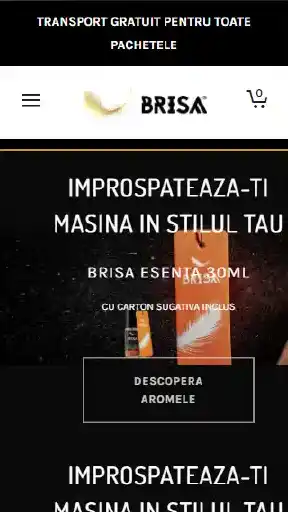 TRANSPORT GRATUIT PENTRU TOATE
PACHETELE
0
BRISA
IMPROSPATEAZA-TI
MASINA IN STILUL TAU
BRISA ESENTA 30ML
BRISA
CU CARTON SUGATIVA INCLUS
DESCOPERA
AROMELE
IMPROSPATEAZA-TI
MASINA IN STILUL TAU